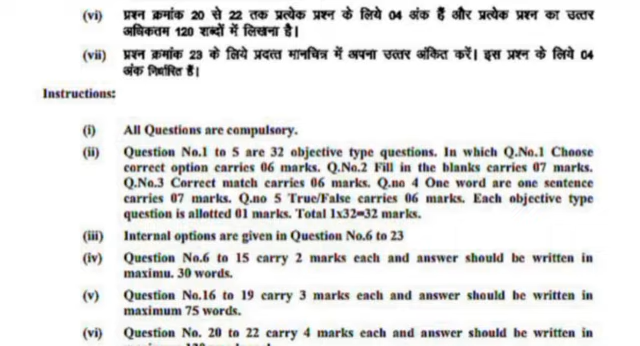 (vi) प्रश्न क्रमांक 20 से 22 तक प्रत्येक प्रश्न के लिये 04 अंक हैं और प्रत्येक प्रश्न का उत्तर
अधिकतम 120 शब्दों में लिखना है।
(vii) प्रश्न क्रमांक 23 के लिये प्रदत्त मानचित्र में अपना उत्तर अंकित करें। इस प्रश्न के लिये 04
अंक निर्धारित हैं।
Instructions:
(i) All Questions are compulsory.
(ii) Question No.1 to 5 are 32 objective type questions. In which Q.No.1 Choose
correct option carries 06 marks. Q.No.2 Fill in the blanks carries 07 marks.
Q.No.3 Correct match carries 06 marks. Q.no 4 One word are one sentence
carries 07 marks. Q.no 5 True/False carries 06 marks. Each objective type
question is allotted 01 marks. Total 1x32=32 marks.
(iii) Internal options are given in Question No.6 to 23
(iv) Question No.6 to 15 carry 2 marks each and answer should be written in
maximu. 30 words.
(v) Question No.16 to 19 carry 3 marks each and answer should be written in
maximum 75 words.
(vi) Question No. 20 to 22 carry 4 marks each and answer should be written in